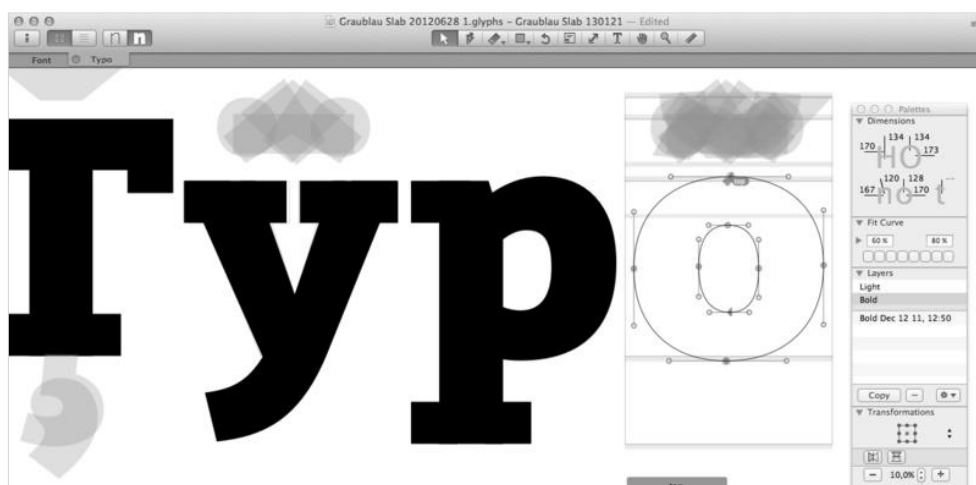 Graublau Slab 20120628 1.glyphs – Graublau Slab 130121 — Edited
Font
Typo
Typo
Palettes
Dimensions
170 134 134 173
HO
167 120 128 170
no t
Fit Curve
60 % 80 %
Layers
Light
Bold
Bold Dec 12 11, 12:50
Copy
Transformations
10,0%